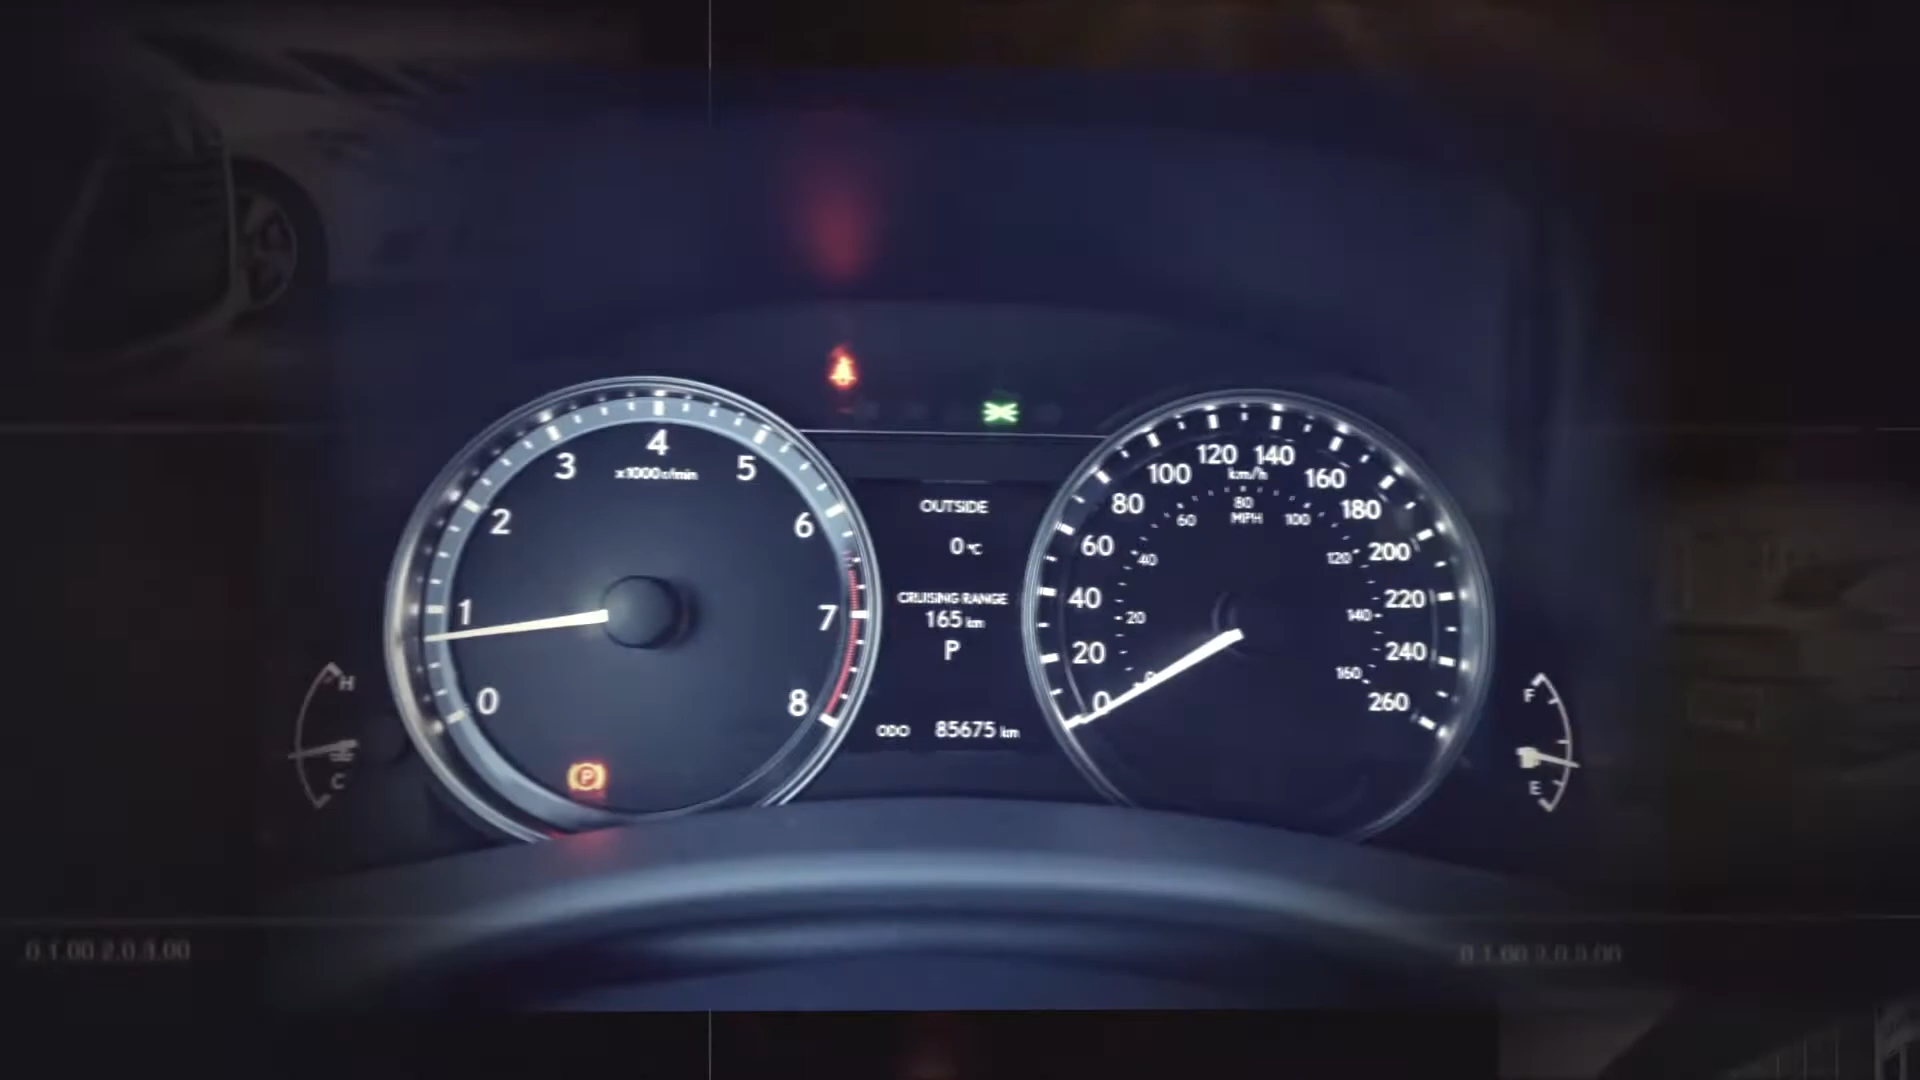 4
3
5
x1000r/min
2
6
1
7
0
8
P
H
C
OUTSIDE
0°C
CRUISING RANGE
165 km
P
ODO 85675 km
120 140
100 km/h 160
80 180
60 200
40 220
20 240
0 260
80
60 MPH 100
40 120
20 140
0 160
F
E